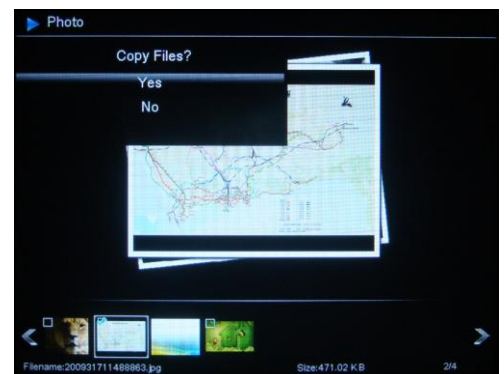 Photo
Copy Files?
Yes
No
Filename:200931711488863.jpg Size:471.02 KB 2/4